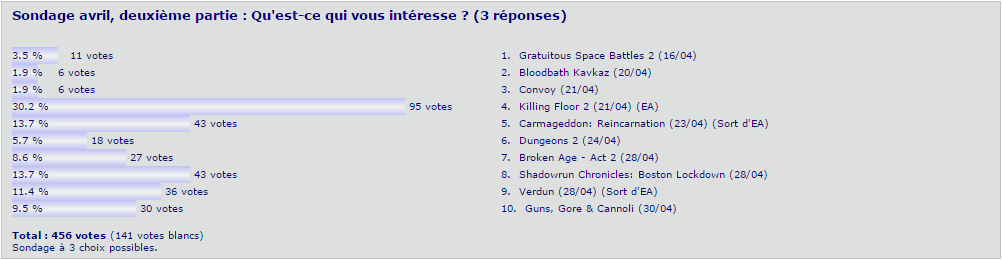 Sondage avril, deuxième partie : Qu'est-ce qui vous intéresse ? (3 réponses)
3.5 % 11 votes 1. Gratuitous Space Battles 2 (16/04)
1.9 % 6 votes 2. Bloodbath Kavkaz (20/04)
1.9 % 6 votes 3. Convoy (21/04)
30.2 % 95 votes 4. Killing Floor 2 (21/04) (EA)
13.7 % 43 votes 5. Carmageddon: Reincarnation (23/04) (Sort d'EA)
5.7 % 18 votes 6. Dungeons 2 (24/04)
8.6 % 27 votes 7. Broken Age - Act 2 (28/04)
13.7 % 43 votes 8. Shadowrun Chronicles: Boston Lockdown (28/04)
11.4 % 36 votes 9. Verdun (28/04) (Sort d'EA)
9.5 % 30 votes 10. Guns, Gore & Cannoli (30/04)
Total : 456 votes (141 votes blancs)
Sondage à 3 choix possibles.